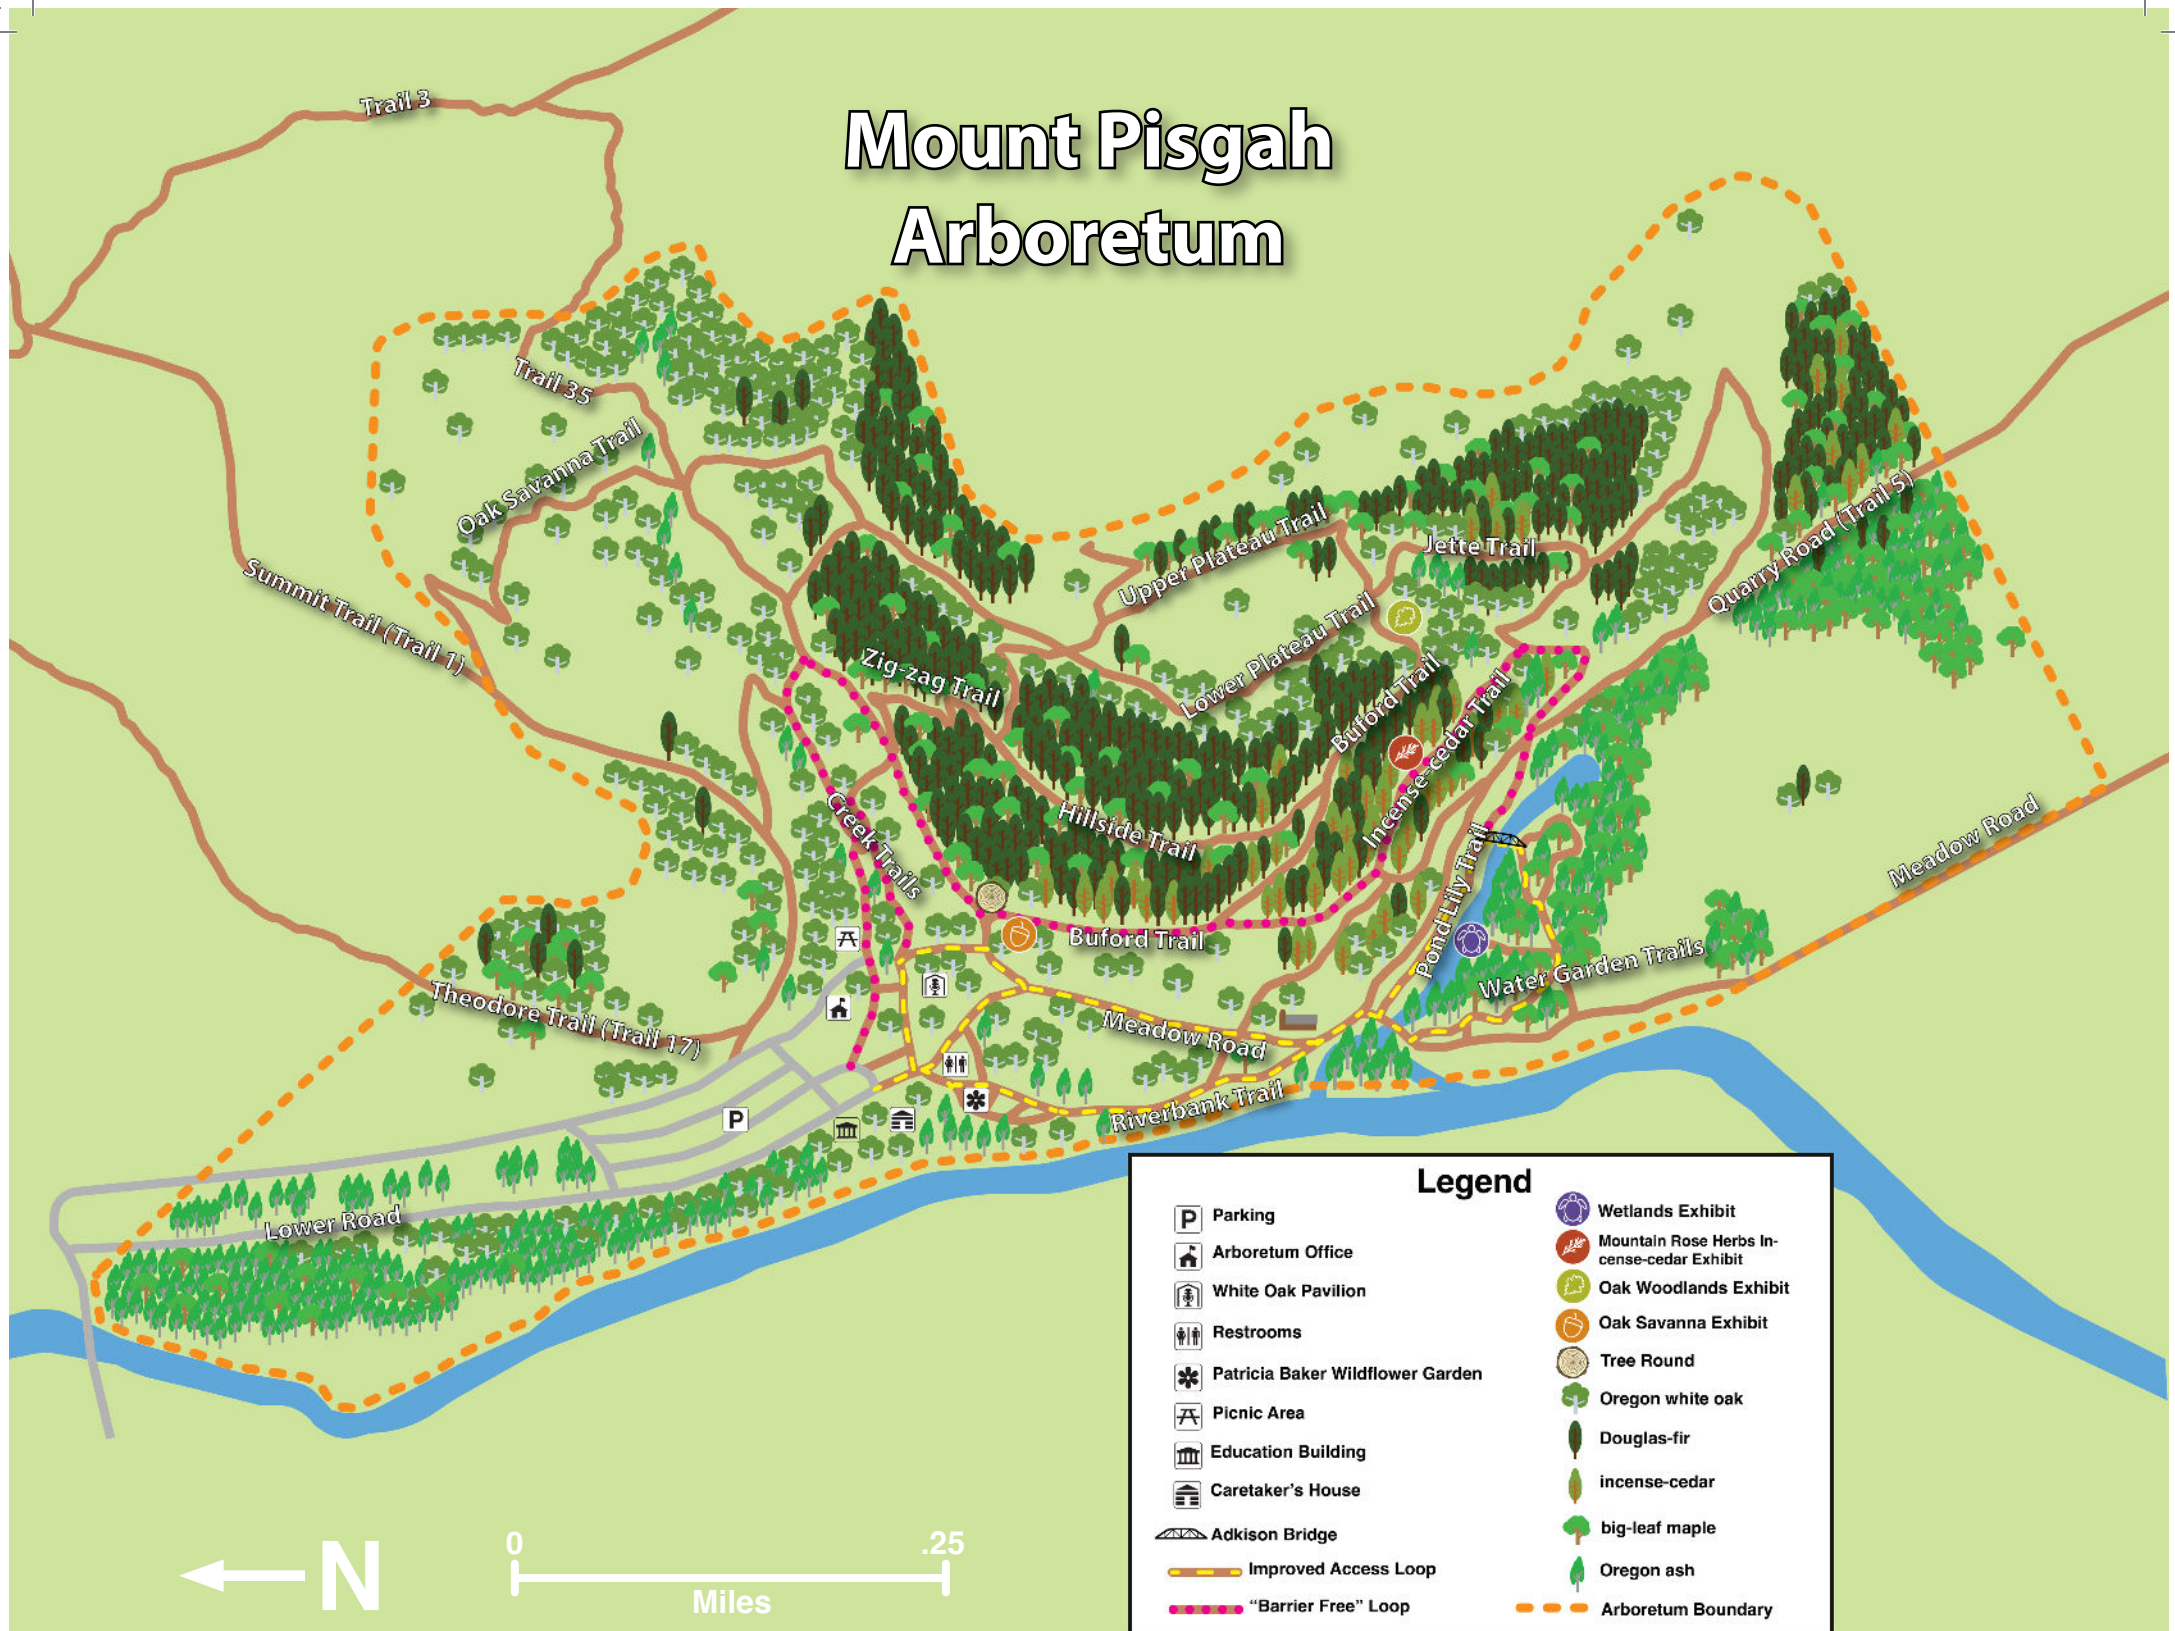 Trail 3
Mount Pisgah
Arboretum
Trail 35
Oak Savanna Trail
Summit Trail (Trail 1)
Upper Plateau Trail
Jette Trail
Quarry Road (Trail 5)
Lower Plateau Trail
Zig-zag Trail
Buford Trail
Incense-cedar Trail
Creek Trails
Hillside Trail
Pond Lily Trail
Meadow Road
Buford Trail
Water Garden Trails
Theodore Trail (Trail 17)
Meadow Road
Riverbank Trail
P
Lower Road
Legend
P Parking
Arboretum Office
White Oak Pavilion
Restrooms
Patricia Baker Wildflower Garden
Picnic Area
Education Building
Caretaker's House
Adkison Bridge
Improved Access Loop
“Barrier Free” Loop
Wetlands Exhibit
Mountain Rose Herbs In-
cense-cedar Exhibit
Oak Woodlands Exhibit
Oak Savanna Exhibit
Tree Round
Oregon white oak
Douglas-fir
incense-cedar
big-leaf maple
Oregon ash
Arboretum Boundary
N
0 .25
Miles